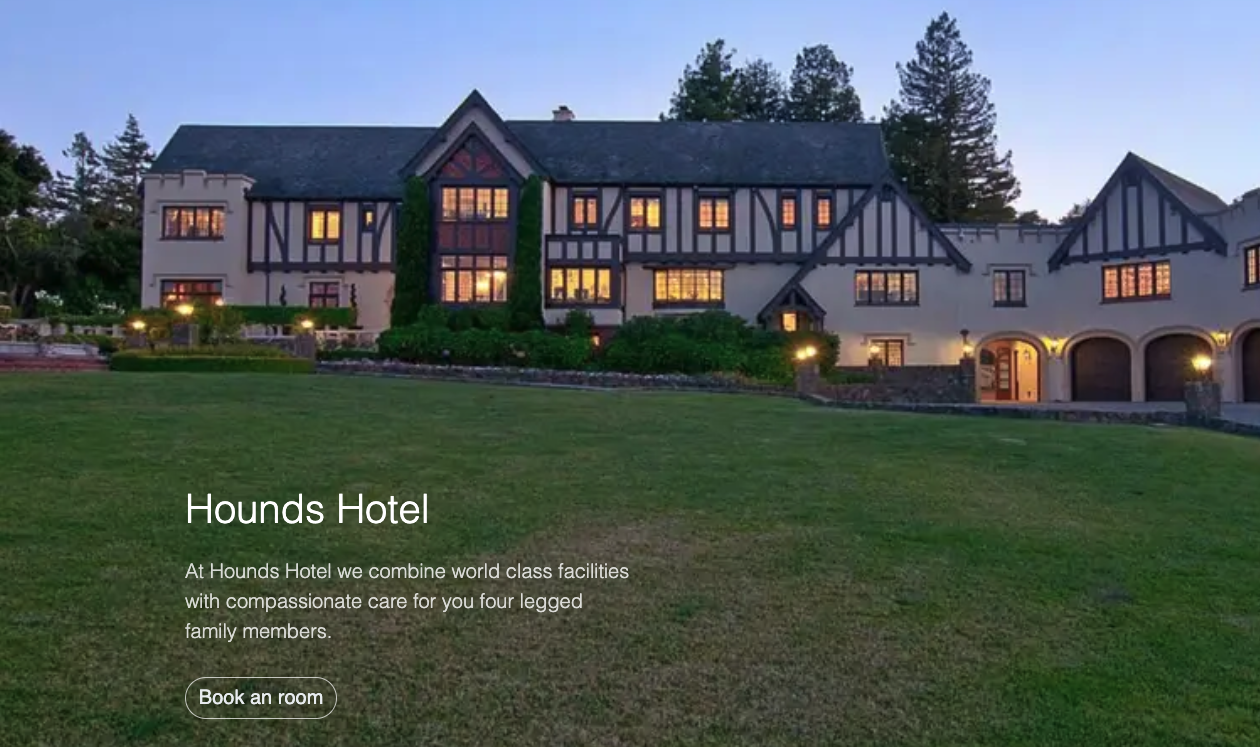 Hounds Hotel
At Hounds Hotel we combine world class facilities
with compassionate care for you four legged
family members.
Book an room